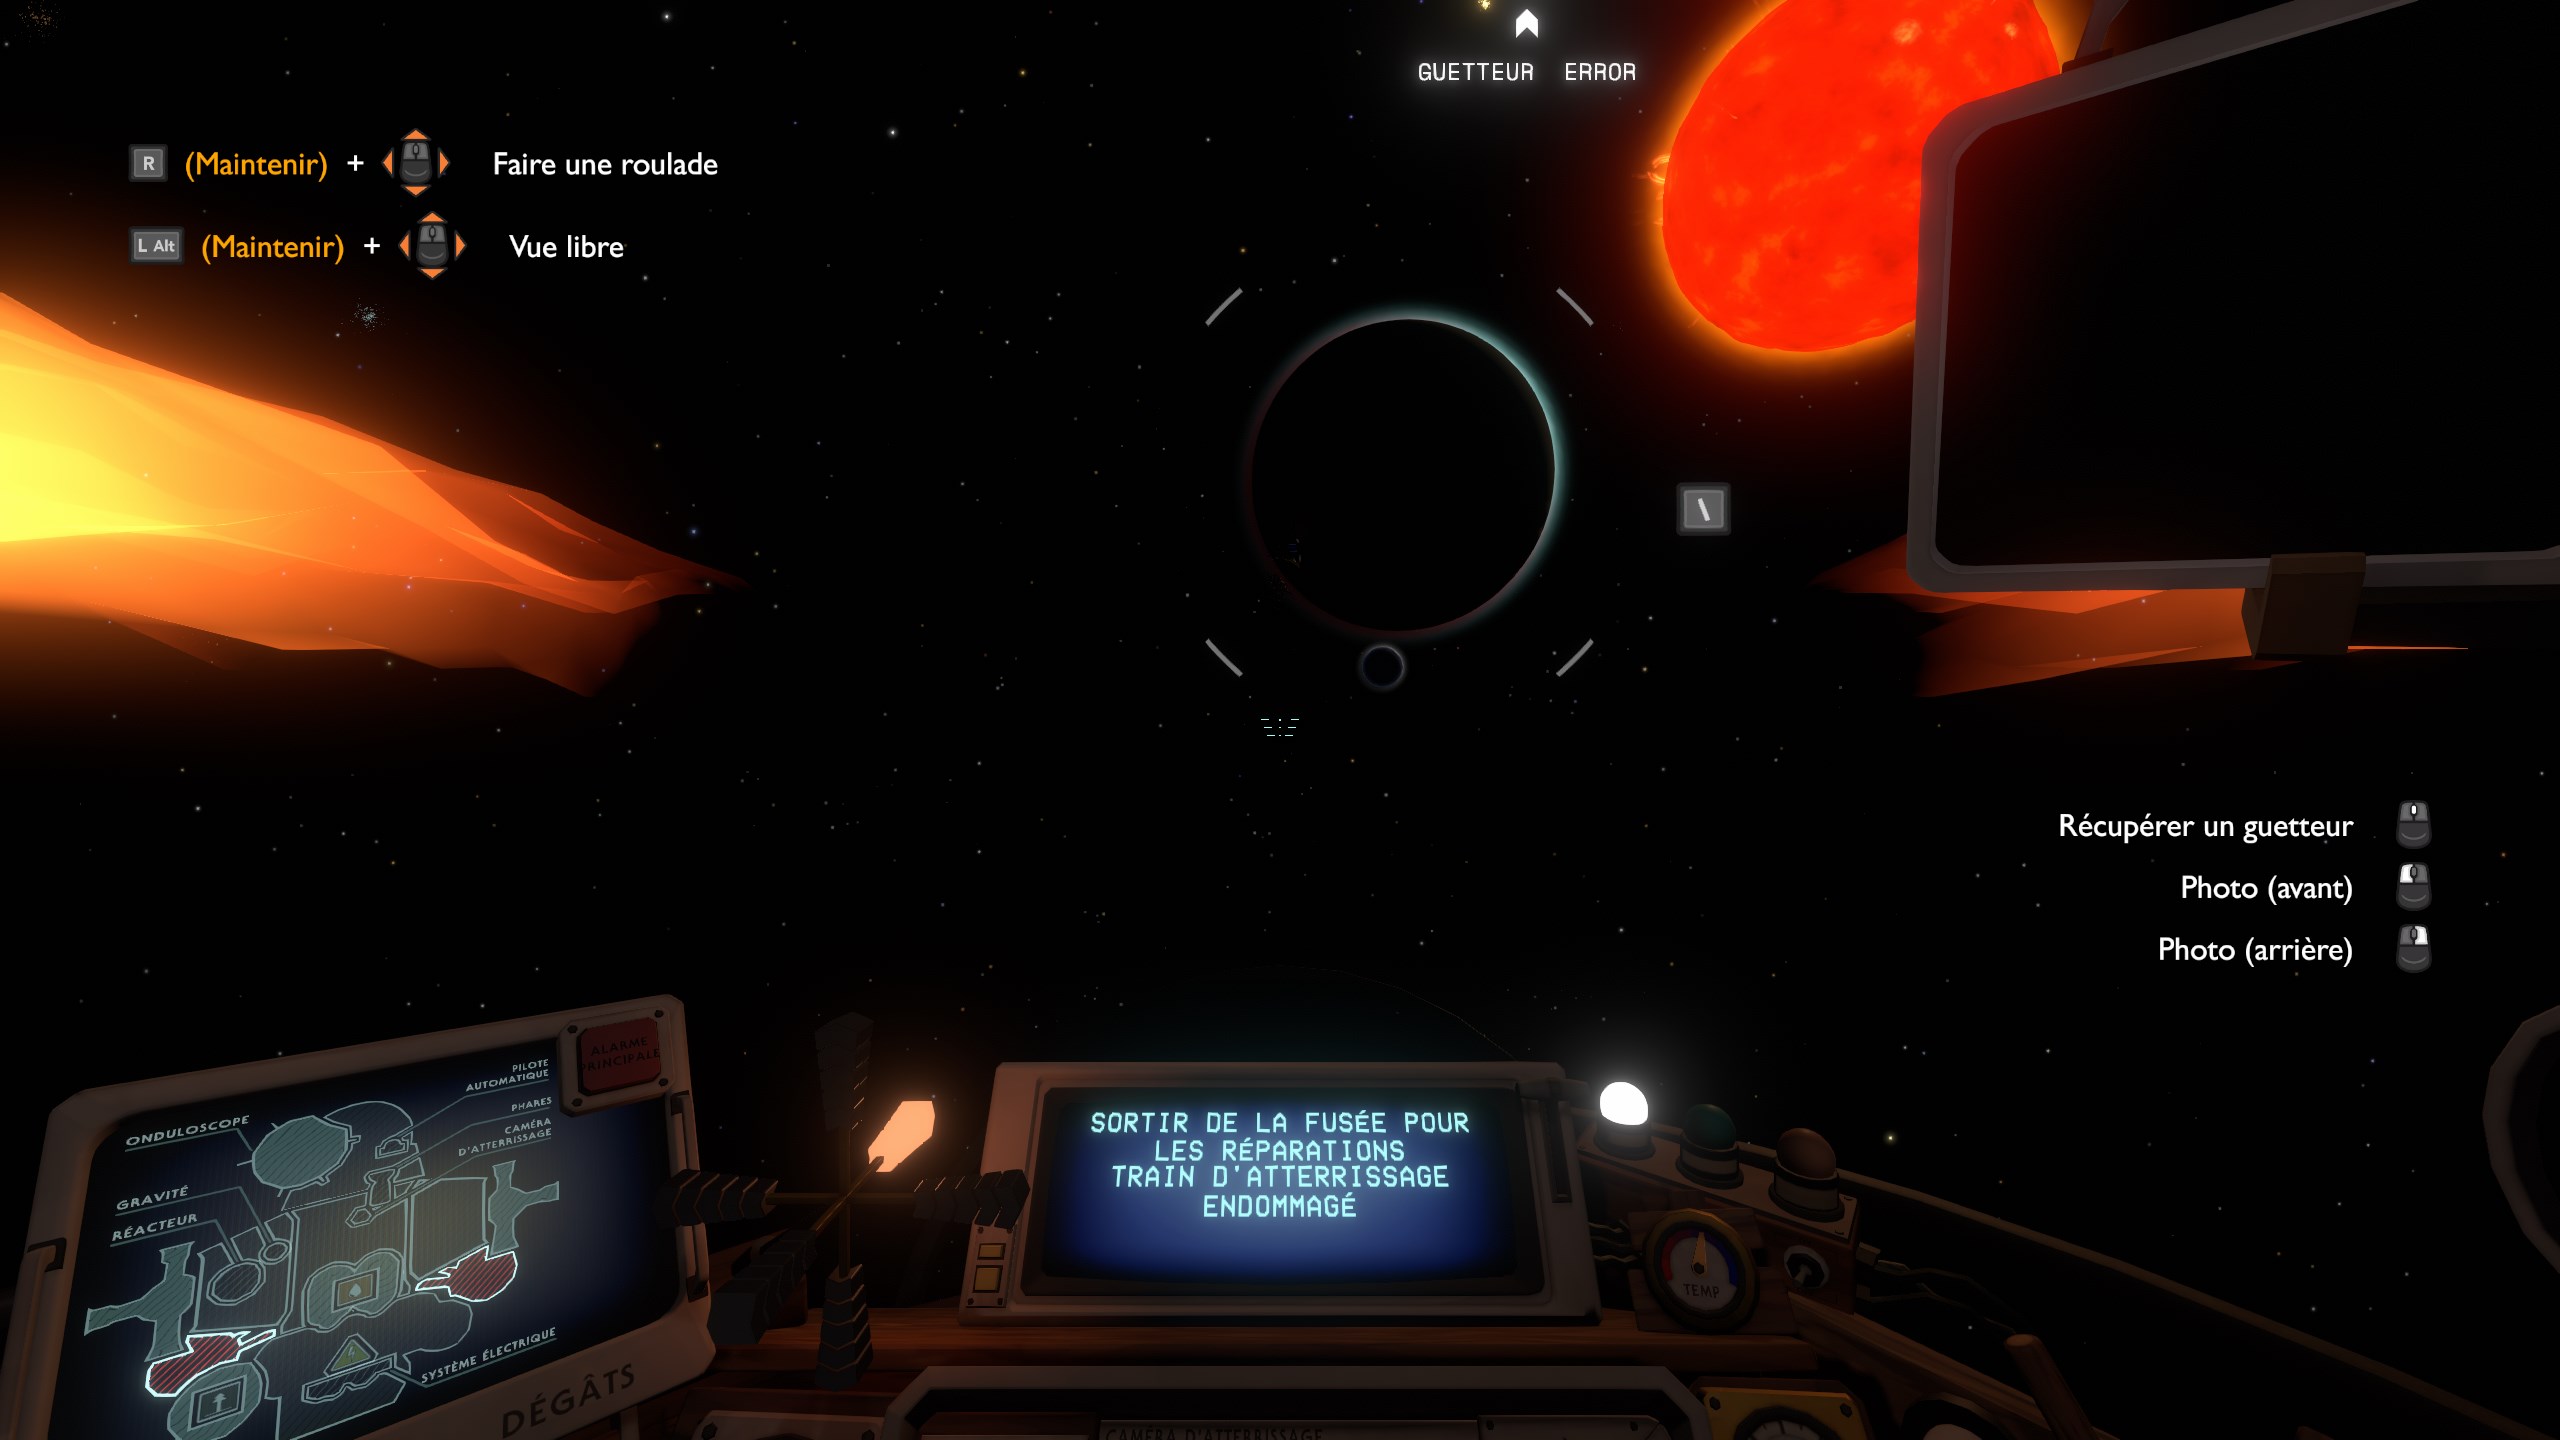 GUETTEUR ERROR
R (Maintenir) + Faire une roulade
L Alt (Maintenir) + Vue libre
\
Récupérer un guetteur
Photo (avant)
Photo (arrière)
ALARME
PRINCIPALE
PILOTE
AUTOMATIQUE
PHARES
CAMÉRA
D'ATTERRISSAGE
ONDULOSCOPE
GRAVITÉ
RÉACTEUR
SYSTÈME ÉLECTRIQUE
DÉGÂTS
SORTIR DE LA FUSÉE POUR
LES RÉPARATIONS
TRAIN D'ATTERRISSAGE
ENDOMMAGÉ
TEMP
CAMÉRA D'ATTERRISSAGE